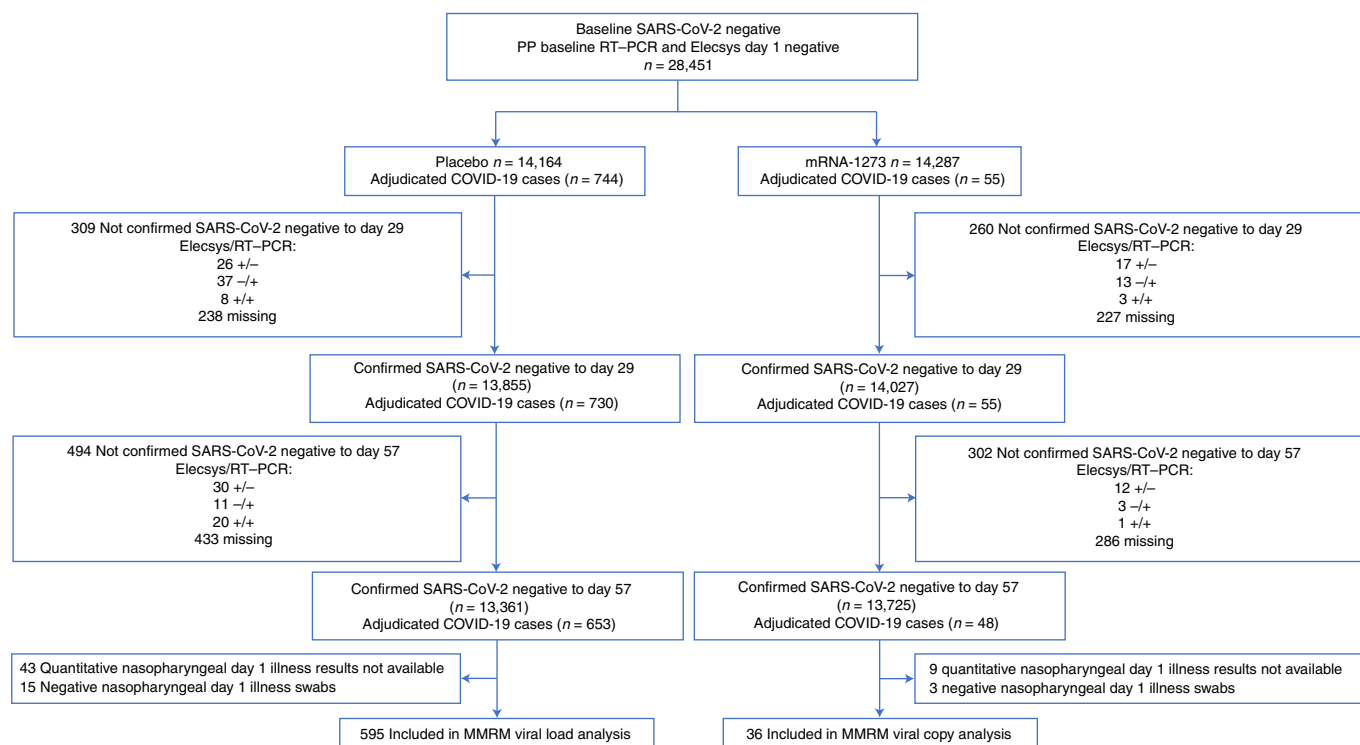 Baseline SARS-CoV-2 negative
PP baseline RT–PCR and Elecsys day 1 negative
n = 28,451
Placebo n = 14,164
Adjudicated COVID-19 cases (n = 744)
mRNA-1273 n = 14,287
Adjudicated COVID-19 cases (n = 55)
309 Not confirmed SARS-CoV-2 negative to day 29
Elecsys/RT–PCR:
26 +/–
37 –/+
8 +/+
238 missing
260 Not confirmed SARS-CoV-2 negative to day 29
Elecsys/RT–PCR:
17 +/–
13 –/+
3 +/+
227 missing
Confirmed SARS-CoV-2 negative to day 29
(n = 13,855)
Adjudicated COVID-19 cases (n = 730)
Confirmed SARS-CoV-2 negative to day 29
(n = 14,027)
Adjudicated COVID-19 cases (n = 55)
494 Not confirmed SARS-CoV-2 negative to day 57
Elecsys/RT–PCR:
30 +/–
11 –/+
20 +/+
433 missing
302 Not confirmed SARS-CoV-2 negative to day 57
Elecsys/RT–PCR:
12 +/–
3 –/+
1 +/+
286 missing
Confirmed SARS-CoV-2 negative to day 57
(n = 13,361)
Adjudicated COVID-19 cases (n = 653)
Confirmed SARS-CoV-2 negative to day 57
(n = 13,725)
Adjudicated COVID-19 cases (n = 48)
43 Quantitative nasopharyngeal day 1 illness results not available
15 Negative nasopharyngeal day 1 illness swabs
9 quantitative nasopharyngeal day 1 illness results not available
3 negative nasopharyngeal day 1 illness swabs
595 Included in MMRM viral load analysis
36 Included in MMRM viral copy analysis